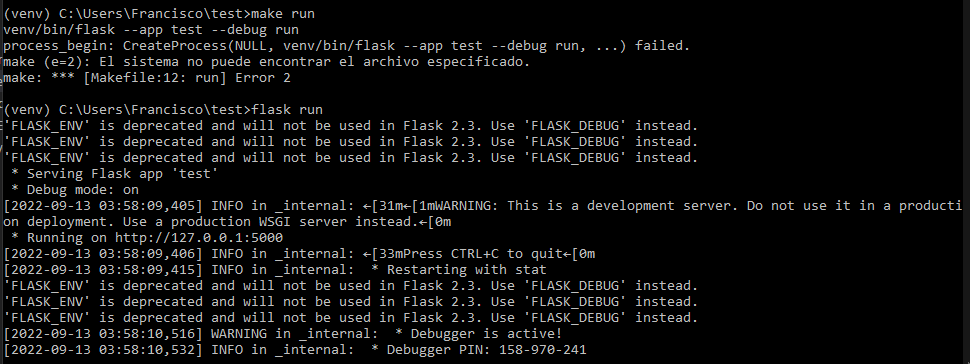 (venv) C:\Users\Francisco\test>make run
venv/bin/flask --app test --debug run
process_begin: CreateProcess(NULL, venv/bin/flask --app test --debug run, ...) failed.
make (e=2): El sistema no puede encontrar el archivo especificado.
make: *** [Makefile:12: run] Error 2
(venv) C:\Users\Francisco\test>flask run
'FLASK_ENV' is deprecated and will not be used in Flask 2.3. Use 'FLASK_DEBUG' instead.
'FLASK_ENV' is deprecated and will not be used in Flask 2.3. Use 'FLASK_DEBUG' instead.
'FLASK_ENV' is deprecated and will not be used in Flask 2.3. Use 'FLASK_DEBUG' instead.
 * Serving Flask app 'test'
 * Debug mode: on
[2022-09-13 03:58:09,405] INFO in _internal: ←[31m←[1mWARNING: This is a development server. Do not use it in a producti
on deployment. Use a production WSGI server instead.←[0m
 * Running on http://127.0.0.1:5000
[2022-09-13 03:58:09,406] INFO in _internal: ←[33mPress CTRL+C to quit←[0m
[2022-09-13 03:58:09,415] INFO in _internal:  * Restarting with stat
'FLASK_ENV' is deprecated and will not be used in Flask 2.3. Use 'FLASK_DEBUG' instead.
'FLASK_ENV' is deprecated and will not be used in Flask 2.3. Use 'FLASK_DEBUG' instead.
'FLASK_ENV' is deprecated and will not be used in Flask 2.3. Use 'FLASK_DEBUG' instead.
[2022-09-13 03:58:10,516] WARNING in _internal:  * Debugger is active!
[2022-09-13 03:58:10,532] INFO in _internal:  * Debugger PIN: 158-970-241